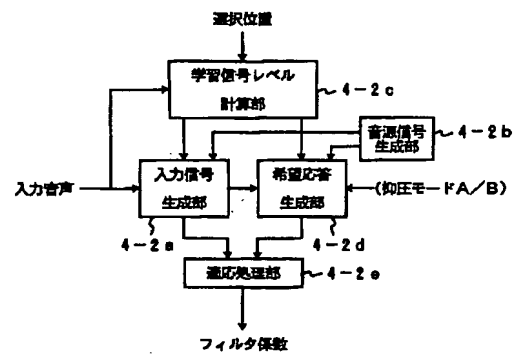 選択位置
学習信号レベル
計算部
4-2c
音源信号
生成部
4-2b
入力音声
入力信号
生成部
希望応答
生成部
(抑圧モードA/B)
4-2a
4-2d
適応処理部
4-2e
フィルタ係数